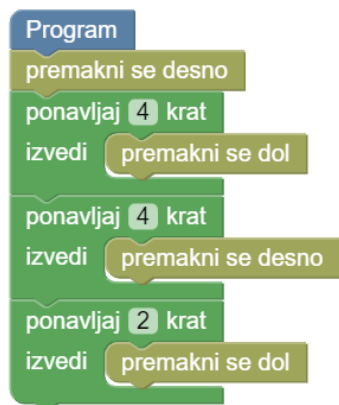 Program
premakni se desno
ponavljaj 4 krat
izvedi premakni se dol
ponavljaj 4 krat
izvedi premakni se desno
ponavljaj 2 krat
izvedi premakni se dol